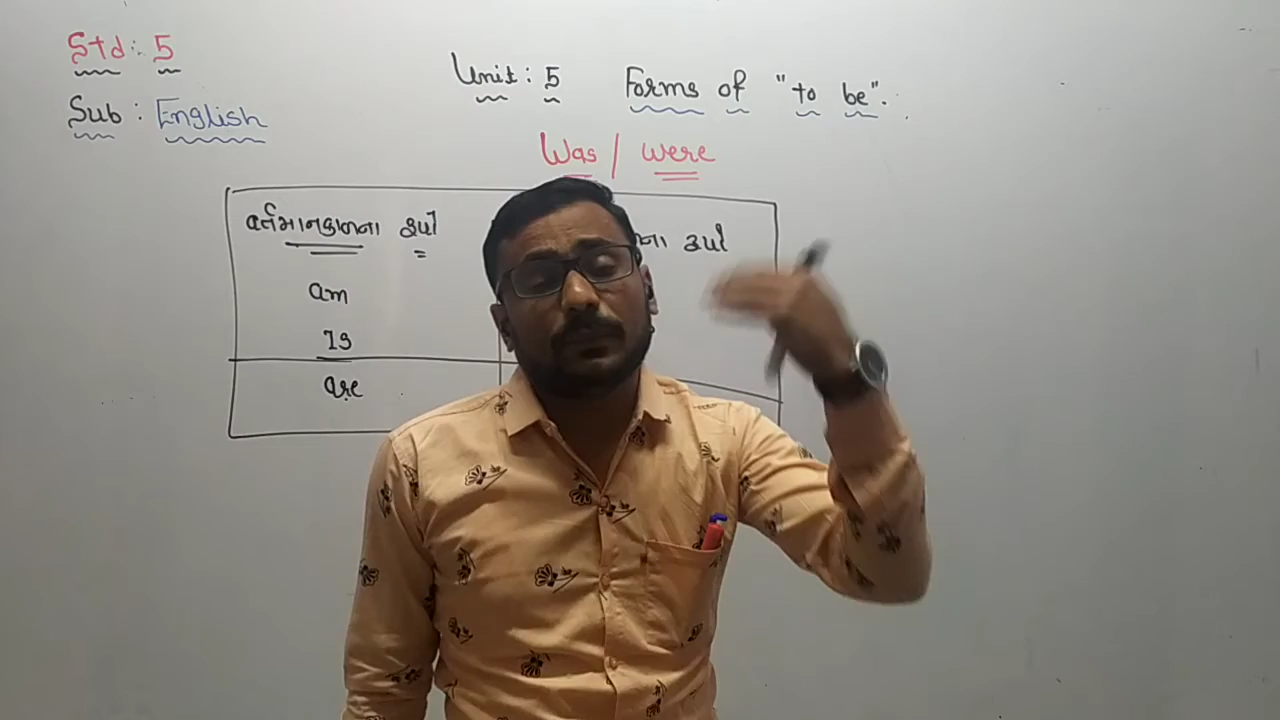 Std : 5
Sub : English
Unit : 5 Forms of "to be".
Was / were
વર્તમાનકાળના રૂપો
ના રૂપો
am
Is
are